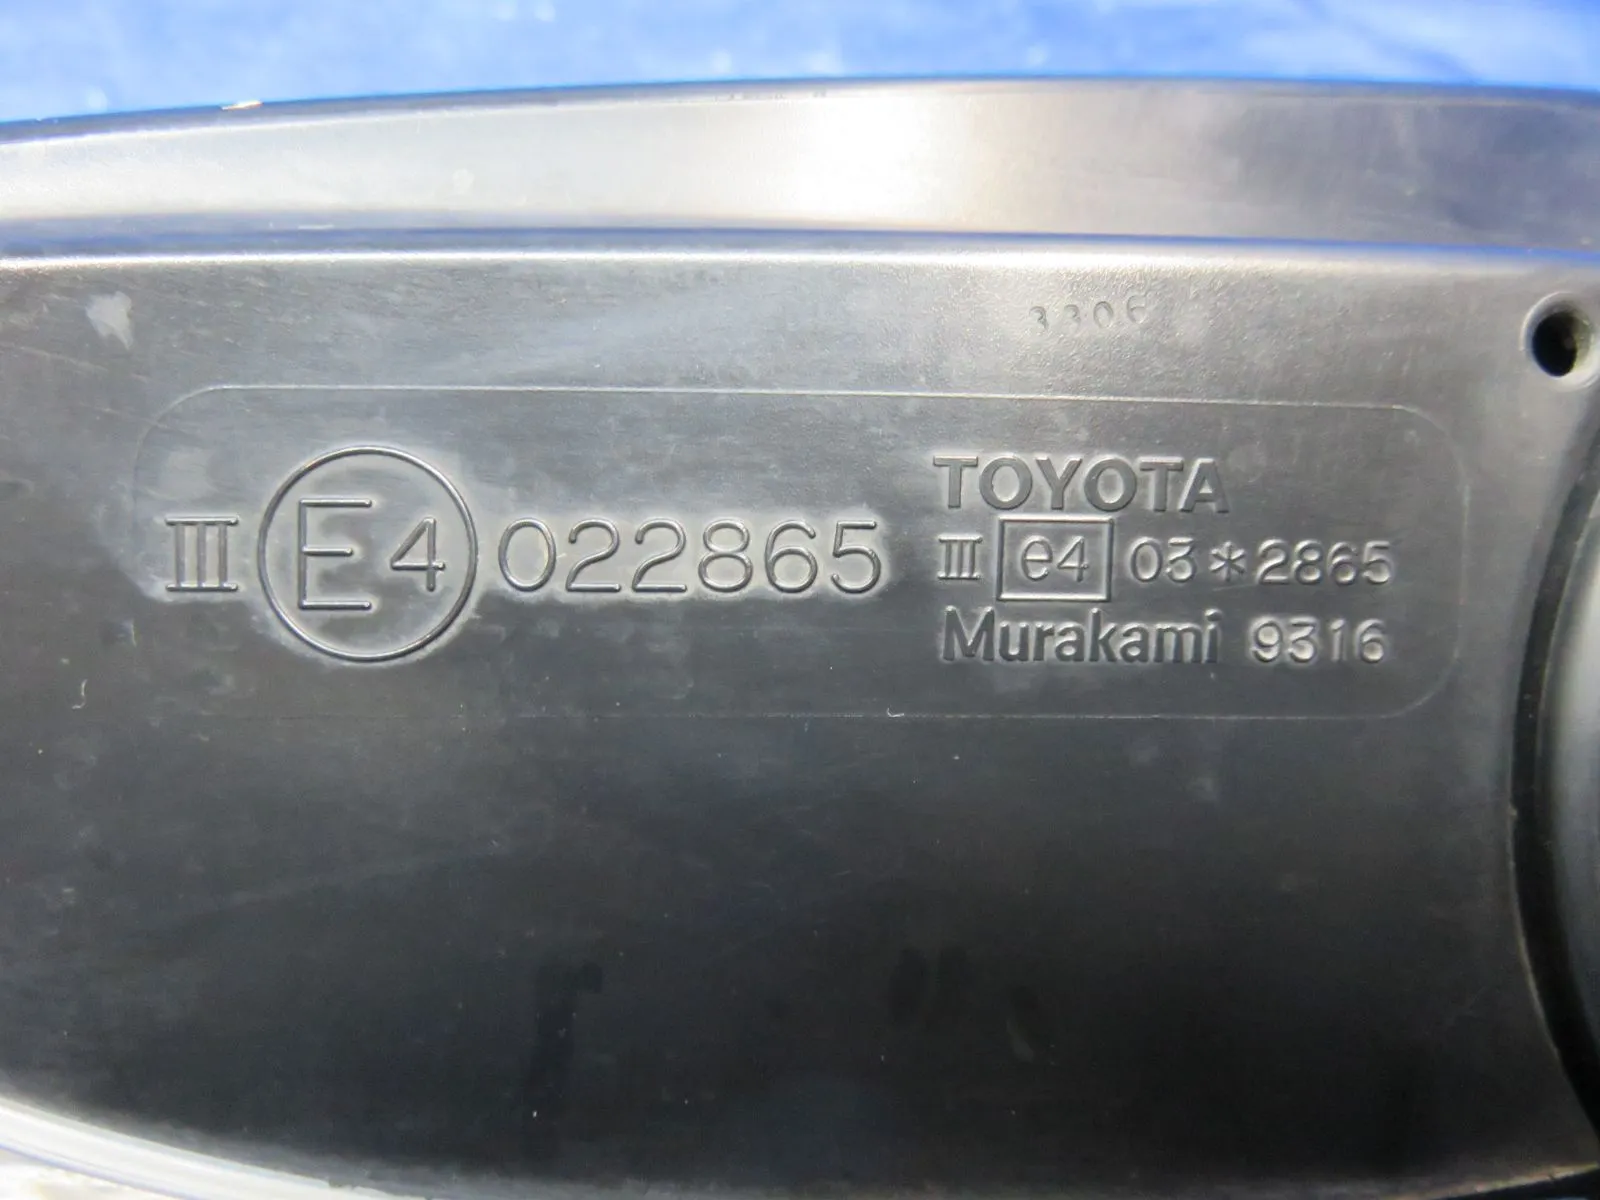 3306
III E4 022865
TOYOTA
III e4 03*2865
Murakami 9316